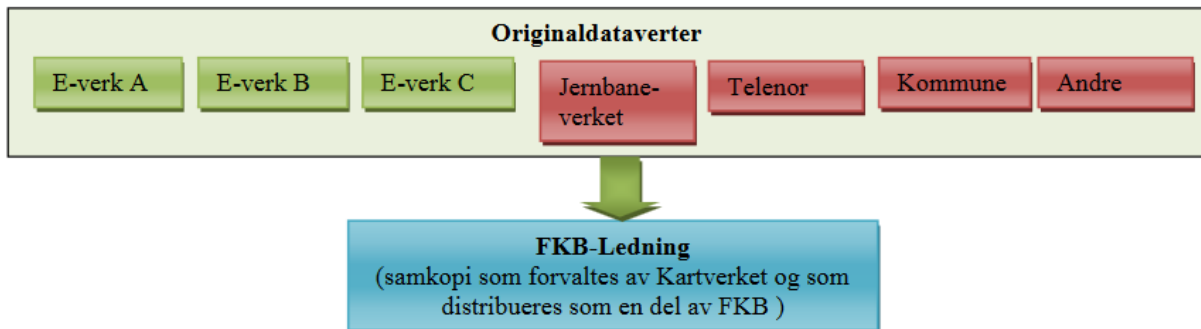 Originaldataverter
E-verk A
E-verk B
E-verk C
Jernbane-
verket
Telenor
Kommune
Andre
FKB-Ledning
(samkopi som forvaltes av Kartverket og som
distribueres som en del av FKB )